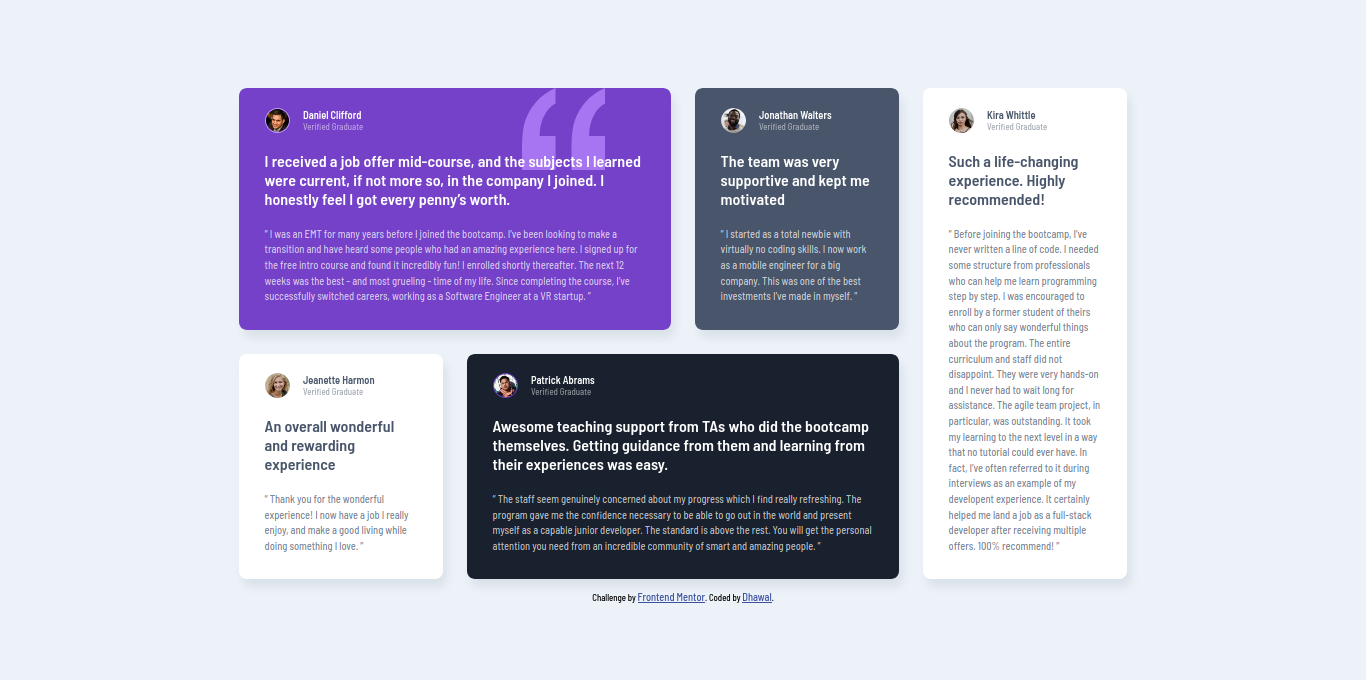 Daniel Clifford
Verified Graduate
I received a job offer mid-course, and the subjects I learned
were current, if not more so, in the company I joined. I
honestly feel I got every penny’s worth.
“ I was an EMT for many years before I joined the bootcamp. I’ve been looking to make a
transition and have heard some people who had an amazing experience here. I signed up for
the free intro course and found it incredibly fun! I enrolled shortly thereafter. The next 12
weeks was the best - and most grueling - time of my life. Since completing the course, I’ve
successfully switched careers, working as a Software Engineer at a VR startup. ”
Jonathan Walters
Verified Graduate
The team was very
supportive and kept me
motivated
“ I started as a total newbie with
virtually no coding skills. I now work
as a mobile engineer for a big
company. This was one of the best
investments I’ve made in myself. ”
Kira Whittle
Verified Graduate
Such a life-changing
experience. Highly
recommended!
“ Before joining the bootcamp, I’ve
never written a line of code. I needed
some structure from professionals
who can help me learn programming
step by step. I was encouraged to
enroll by a former student of theirs
who can only say wonderful things
about the program. The entire
curriculum and staff did not
disappoint. They were very hands-on
and I never had to wait long for
assistance. The agile team project, in
particular, was outstanding. It took
my learning to the next level in a way
that no tutorial could ever have. In
fact, I’ve often referred to it during
interviews as an example of my
developent experience. It certainly
helped me land a job as a full-stack
developer after receiving multiple
offers. 100% recommend! ”
Jeanette Harmon
Verified Graduate
An overall wonderful
and rewarding
experience
“ Thank you for the wonderful
experience! I now have a job I really
enjoy, and make a good living while
doing something I love. ”
Patrick Abrams
Verified Graduate
Awesome teaching support from TAs who did the bootcamp
themselves. Getting guidance from them and learning from
their experiences was easy.
“ The staff seem genuinely concerned about my progress which I find really refreshing. The
program gave me the confidence necessary to be able to go out in the world and present
myself as a capable junior developer. The standard is above the rest. You will get the personal
attention you need from an incredible community of smart and amazing people. ”
Challenge by Frontend Mentor. Coded by Dhawal.